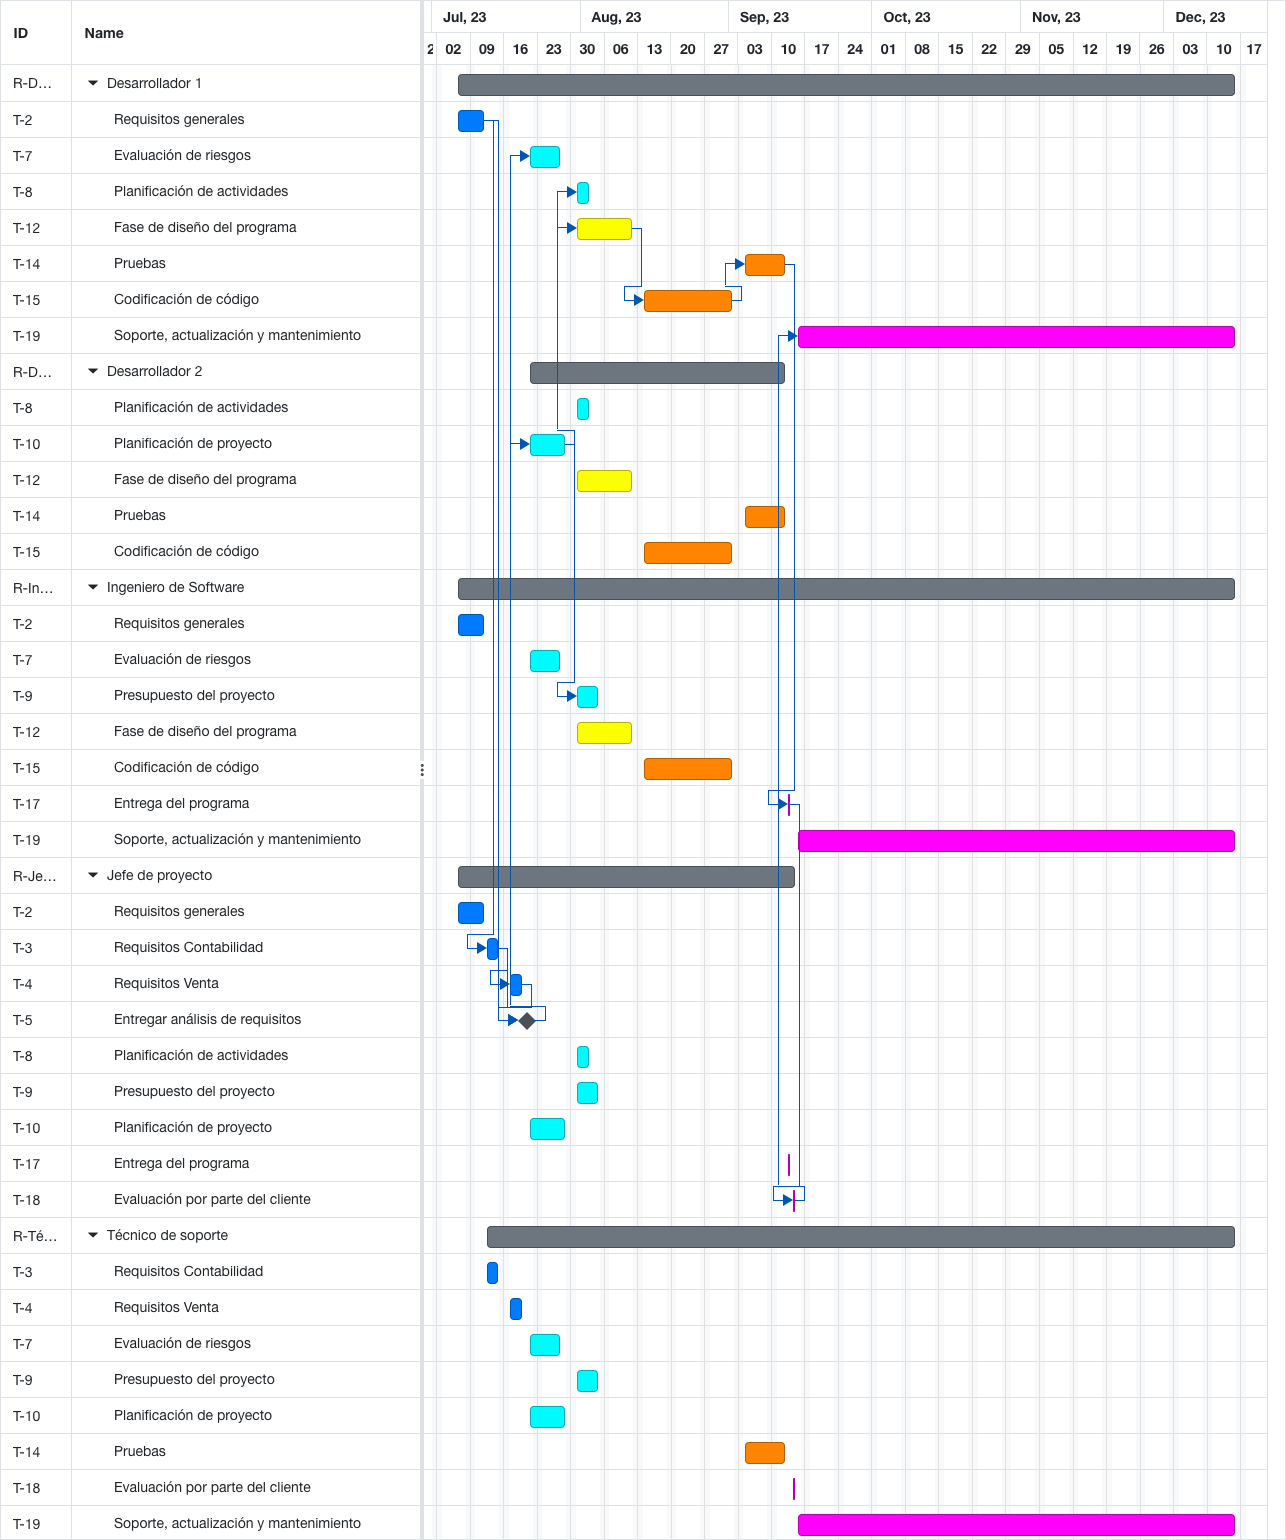 ID Name Jul, 23 Aug, 23 Sep, 23 Oct, 23 Nov, 23 Dec, 23
2 02 09 16 23 30 06 13 20 27 03 10 17 24 01 08 15 22 29 05 12 19 26 03 10 17
R-D... Desarrollador 1
T-2 Requisitos generales
T-7 Evaluación de riesgos
T-8 Planificación de actividades
T-12 Fase de diseño del programa
T-14 Pruebas
T-15 Codificación de código
T-19 Soporte, actualización y mantenimiento
R-D... Desarrollador 2
T-8 Planificación de actividades
T-10 Planificación de proyecto
T-12 Fase de diseño del programa
T-14 Pruebas
T-15 Codificación de código
R-In... Ingeniero de Software
T-2 Requisitos generales
T-7 Evaluación de riesgos
T-9 Presupuesto del proyecto
T-12 Fase de diseño del programa
T-15 Codificación de código
T-17 Entrega del programa
T-19 Soporte, actualización y mantenimiento
R-Je... Jefe de proyecto
T-2 Requisitos generales
T-3 Requisitos Contabilidad
T-4 Requisitos Venta
T-5 Entregar análisis de requisitos
T-8 Planificación de actividades
T-9 Presupuesto del proyecto
T-10 Planificación de proyecto
T-17 Entrega del programa
T-18 Evaluación por parte del cliente
R-Té... Técnico de soporte
T-3 Requisitos Contabilidad
T-4 Requisitos Venta
T-7 Evaluación de riesgos
T-9 Presupuesto del proyecto
T-10 Planificación de proyecto
T-14 Pruebas
T-18 Evaluación por parte del cliente
T-19 Soporte, actualización y mantenimiento